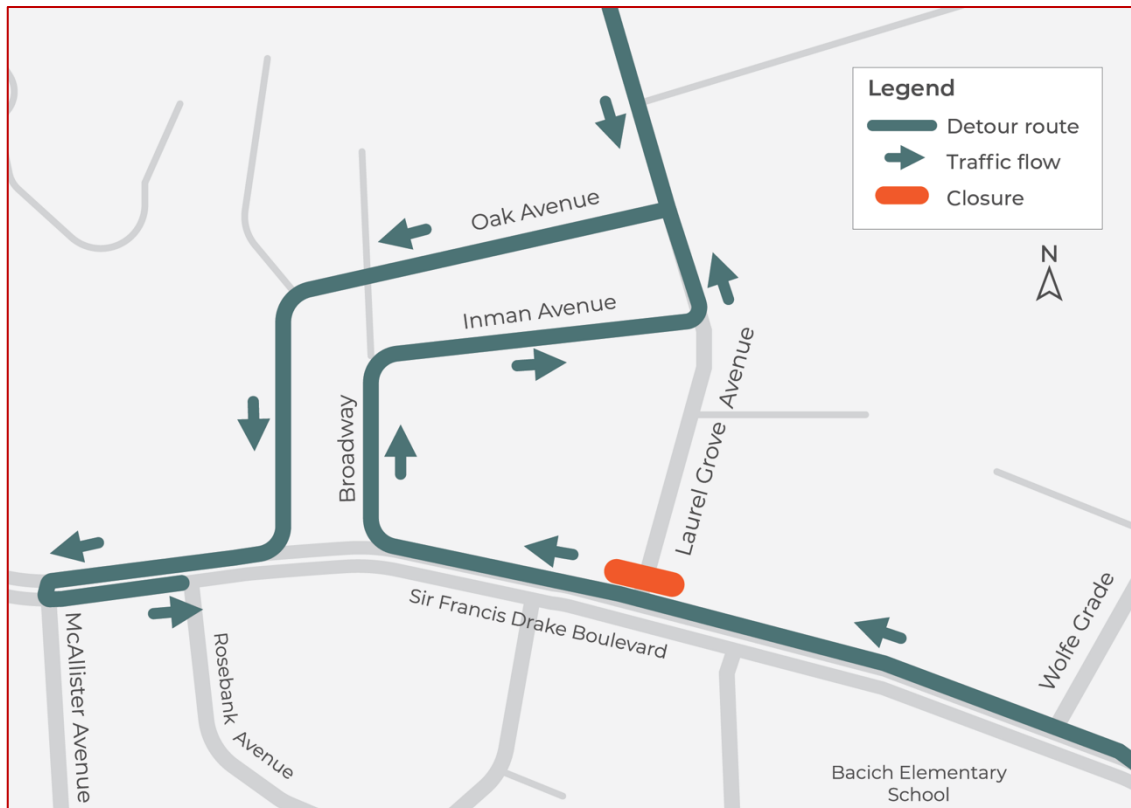 Legend
Detour route
Traffic flow
Closure
N
Oak Avenue
Inman Avenue
Broadway
Laurel Grove Avenue
Sir Francis Drake Boulevard
Wolfe Grade
McAllister Avenue
Rosebank Avenue
Bacich Elementary
School